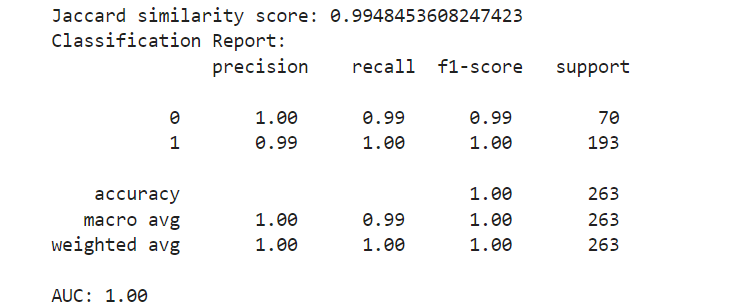 Jaccard similarity score: 0.9948453608247423
Classification Report:
precision recall f1-score support
0 1.00 0.99 0.99 70
1 0.99 1.00 1.00 193
accuracy 1.00 263
macro avg 1.00 0.99 1.00 263
weighted avg 1.00 1.00 1.00 263
AUC: 1.00